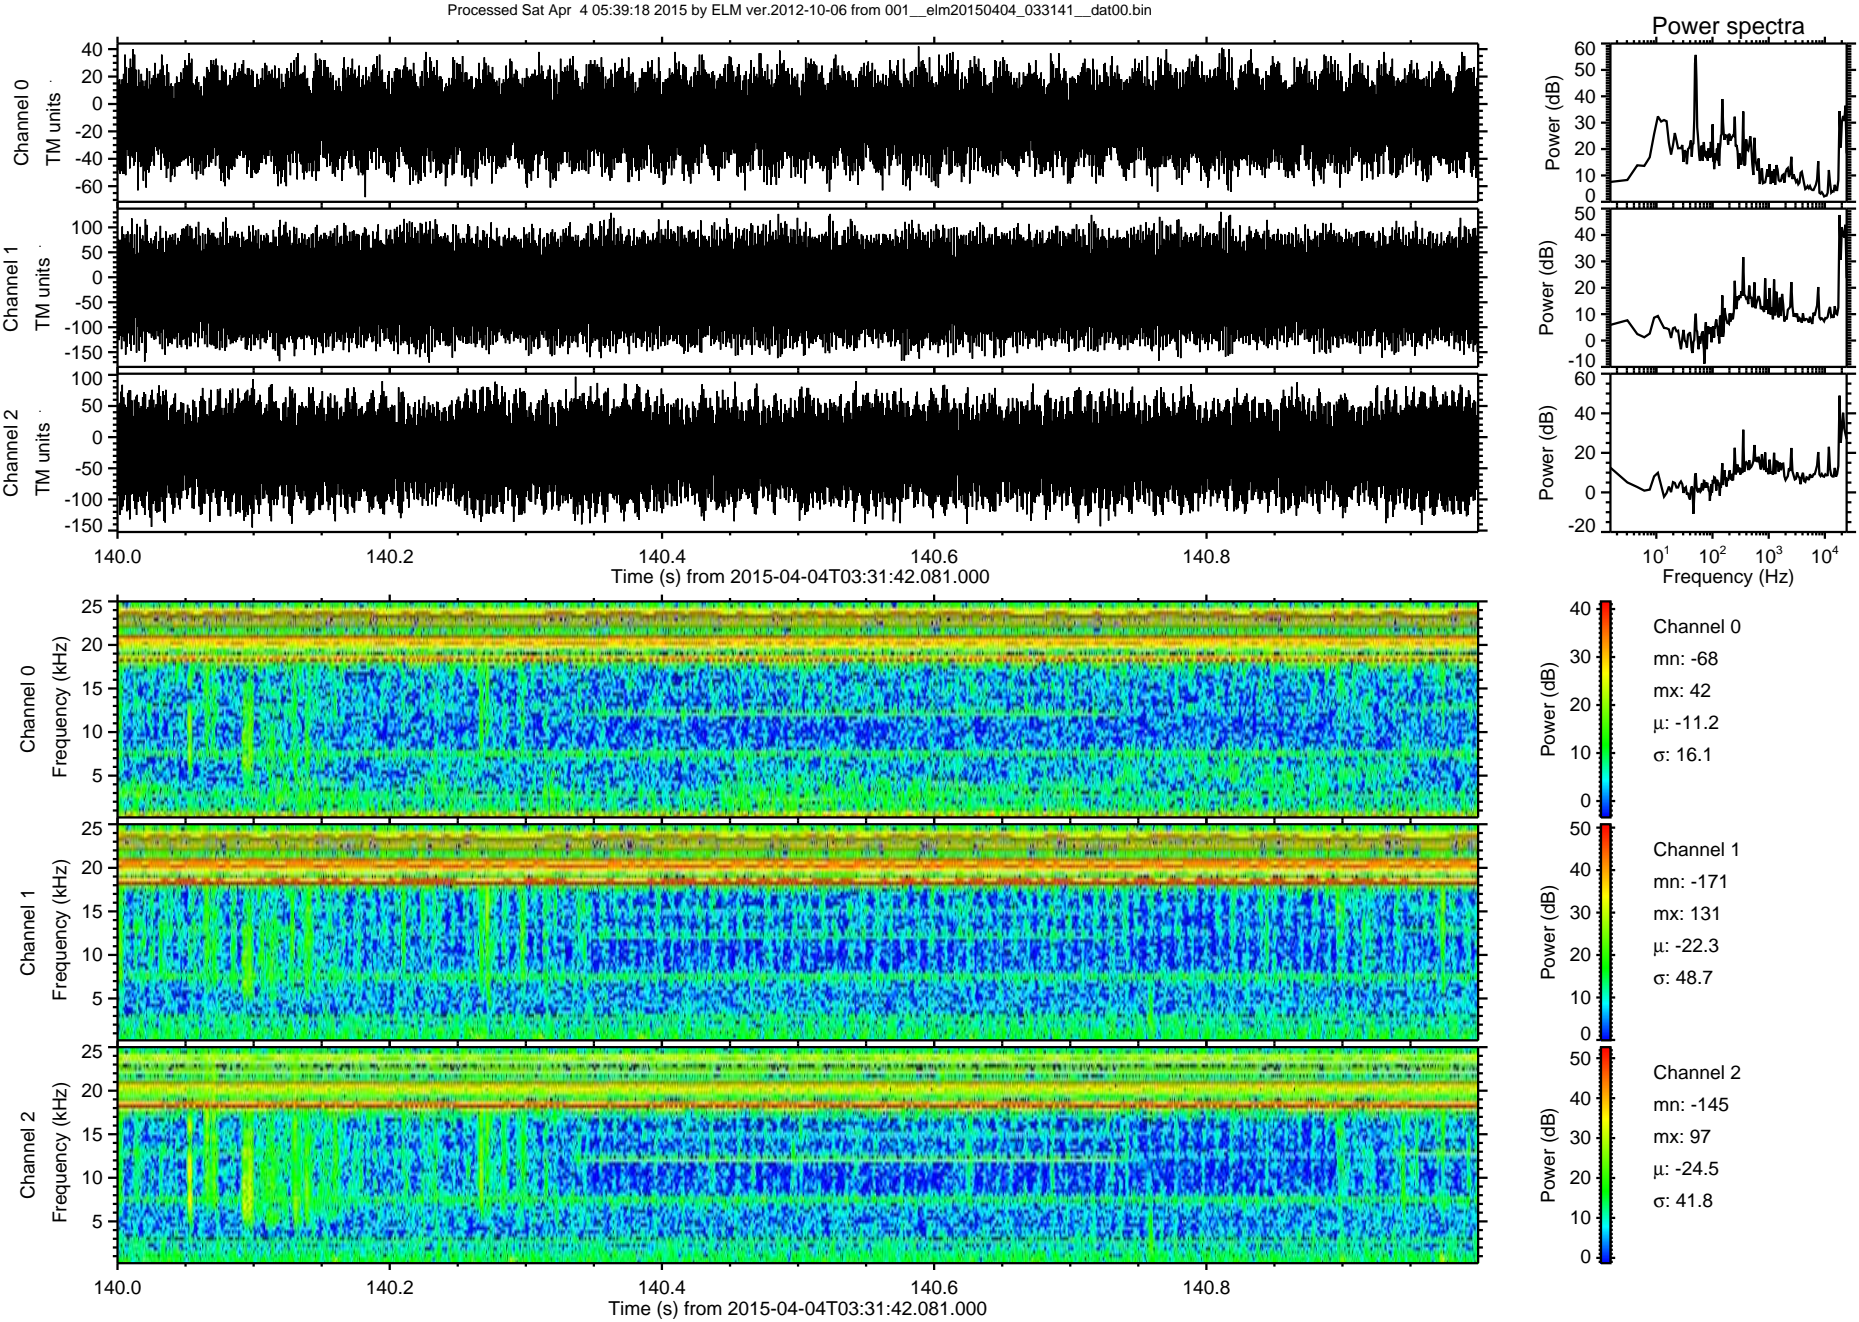 Processed Sat Apr  4 05:39:18 2015 by ELM ver.2012-10-06 from 001__elm20150404_033141__dat00.bin
Power spectra
Channel 0
TM units
40
20
0
-20
-40
-60
Power (dB)
60
50
40
30
20
10
0
Channel 1
TM units
100
50
0
-50
-100
-150
Power (dB)
50
40
30
20
10
0
-10
Channel 2
TM units
100
50
0
-50
-100
-150
Power (dB)
60
40
20
0
-20
140.0 140.2 140.4 140.6 140.8
Time (s) from 2015-04-04T03:31:42.081.000
10^1 10^2 10^3 10^4
Frequency (Hz)
Channel 0
Frequency (kHz)
25
20
15
10
5
Power (dB)
40
30
20
10
0
Channel 0
mn: -68
mx: 42
µ: -11.2
σ: 16.1
Channel 1
Frequency (kHz)
25
20
15
10
5
Power (dB)
50
40
30
20
10
0
Channel 1
mn: -171
mx: 131
µ: -22.3
σ: 48.7
Channel 2
Frequency (kHz)
25
20
15
10
5
Power (dB)
50
40
30
20
10
0
Channel 2
mn: -145
mx: 97
µ: -24.5
σ: 41.8
140.0 140.2 140.4 140.6 140.8
Time (s) from 2015-04-04T03:31:42.081.000